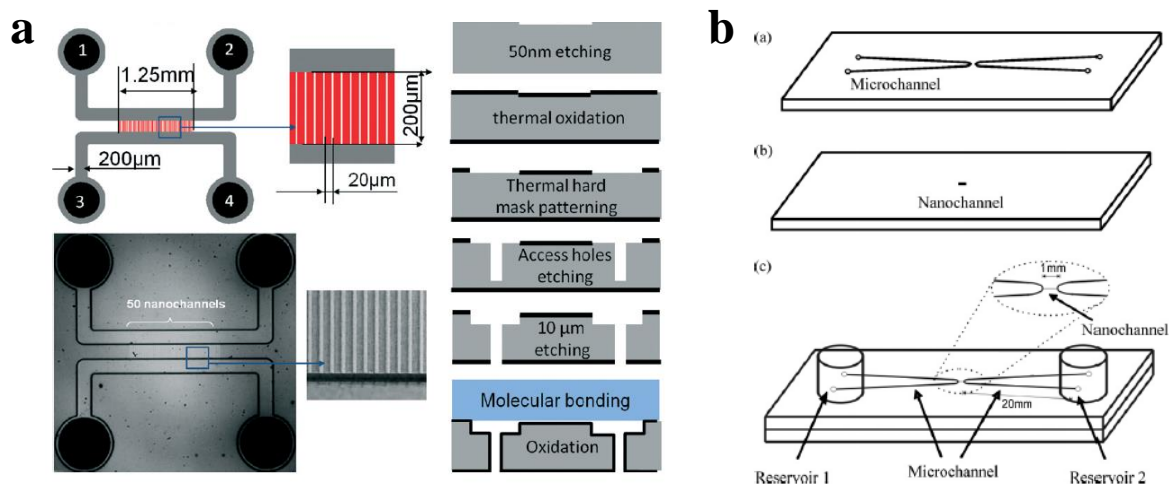 a
1
2
1.25mm
200µm
200µm
20µm
3
4
50 nanochannels
50nm etching
thermal oxidation
Thermal hard
mask patterning
Access holes
etching
10 µm
etching
Molecular bonding
Oxidation
b
(a)
Microchannel
(b)
Nanochannel
(c)
1mm
Nanochannel
20mm
Reservoir 1
Microchannel
Reservoir 2